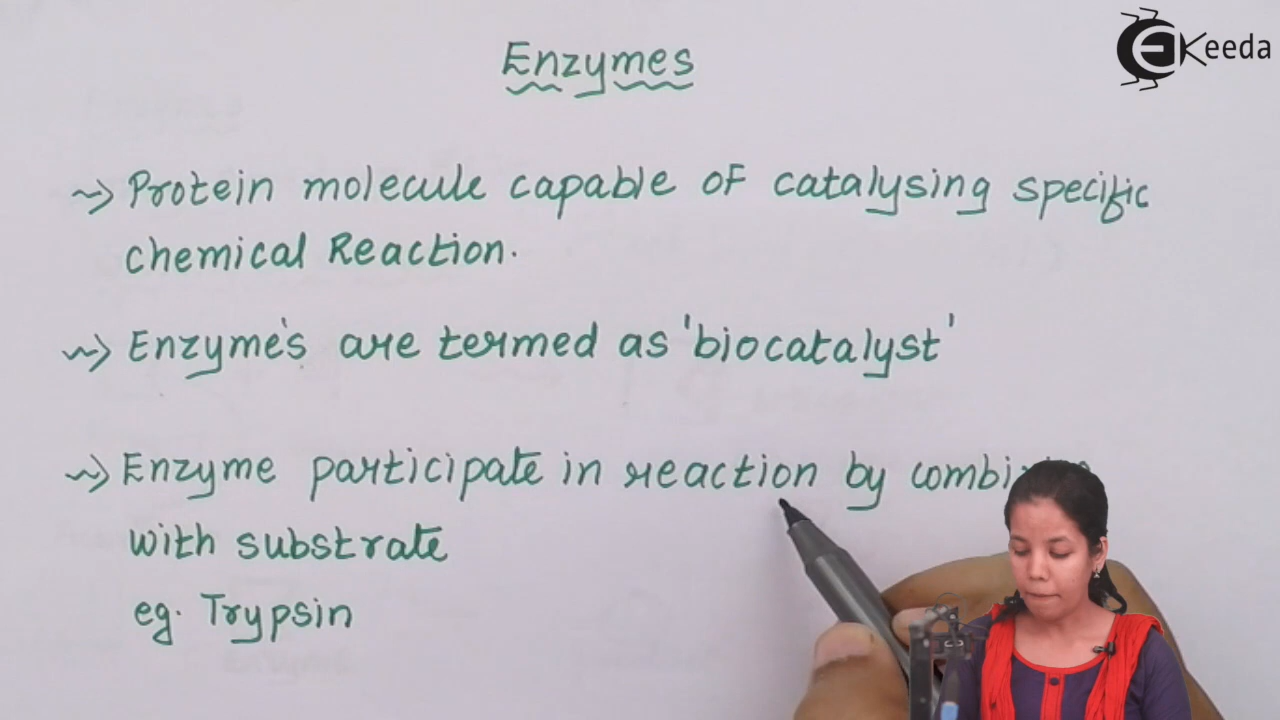 Enzymes
Keeda
~> Protein molecule capable of catalysing specific
chemical Reaction.
~> Enzyme's are termed as 'biocatalyst'
~> Enzyme participate in reaction by
with substrate
eg. Trypsin